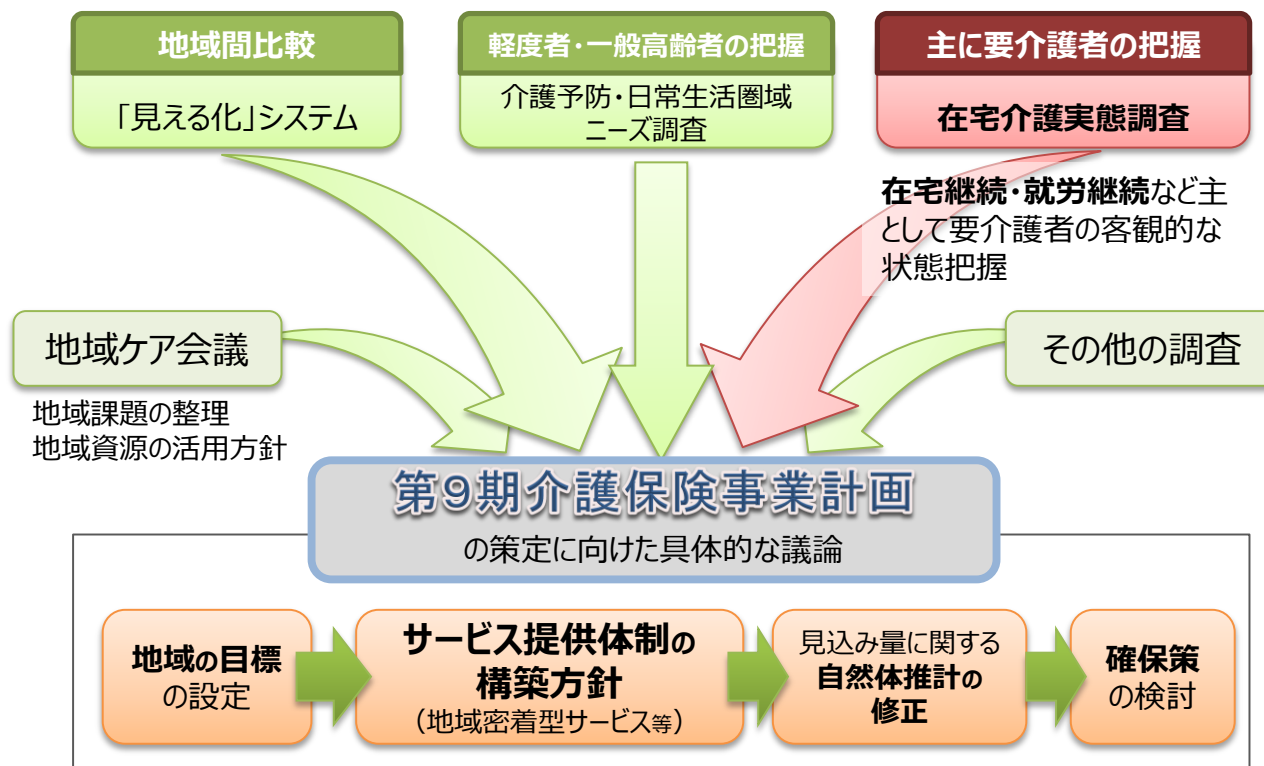 地域間比較
「見える化」システム
軽度者・一般高齢者の把握
介護予防・日常生活圏域
ニーズ調査
主に要介護者の把握
在宅介護実態調査
在宅継続・就労継続など主
として要介護者の客観的な
状態把握
地域ケア会議
地域課題の整理
地域資源の活用方針
その他の調査
第9期介護保険事業計画
の策定に向けた具体的な議論
地域の目標
の設定
サービス提供体制の
構築方針
（地域密着型サービス等）
見込み量に関する
自然体推計の
修正
確保策
の検討